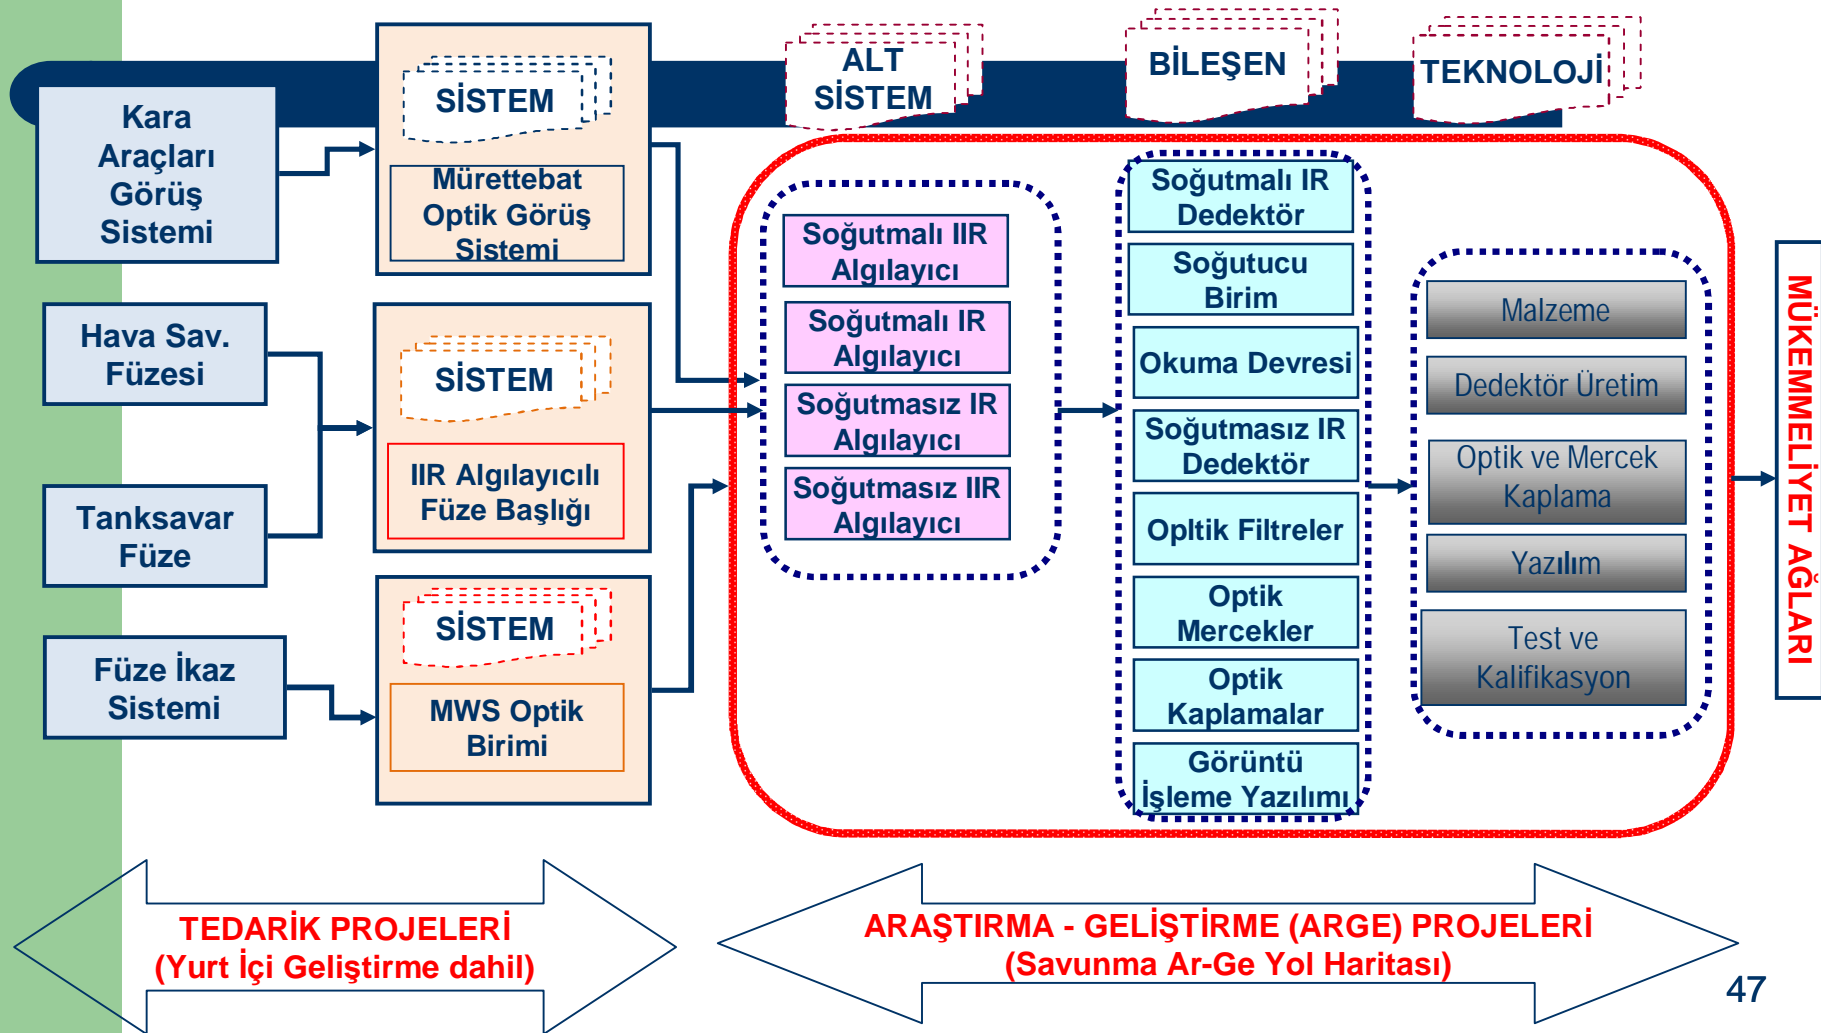 ALT
SİSTEM
BİLEŞEN
TEKNOLOJİ
Kara
Araçları
Görüş
Sistemi
Hava Sav.
Füzesi
Tanksavar
Füze
Füze İkaz
Sistemi
SİSTEM
Mürettebat
Optik Görüş
Sistemi
SİSTEM
IIR Algılayıcılı
Füze Başlığı
SİSTEM
MWS Optik
Birimi
Soğutmalı IIR
Algılayıcı
Soğutmalı IR
Algılayıcı
Soğutmasız IR
Algılayıcı
Soğutmasız IIR
Algılayıcı
Soğutmalı IR
Dedektör
Soğutucu
Birim
Okuma Devresi
Soğutmasız IR
Dedektör
Opltik Filtreler
Optik
Mercekler
Optik
Kaplamalar
Görüntü
İşleme Yazılımı
Malzeme
Dedektör Üretim
Optik ve Mercek
Kaplama
Yazılım
Test ve
Kalifikasyon
MÜKEMMELİYET AĞLARI
TEDARİK PROJELERİ
(Yurt İçi Geliştirme dahil)
ARAŞTIRMA - GELİŞTİRME (ARGE) PROJELERİ
(Savunma Ar-Ge Yol Haritası)
47